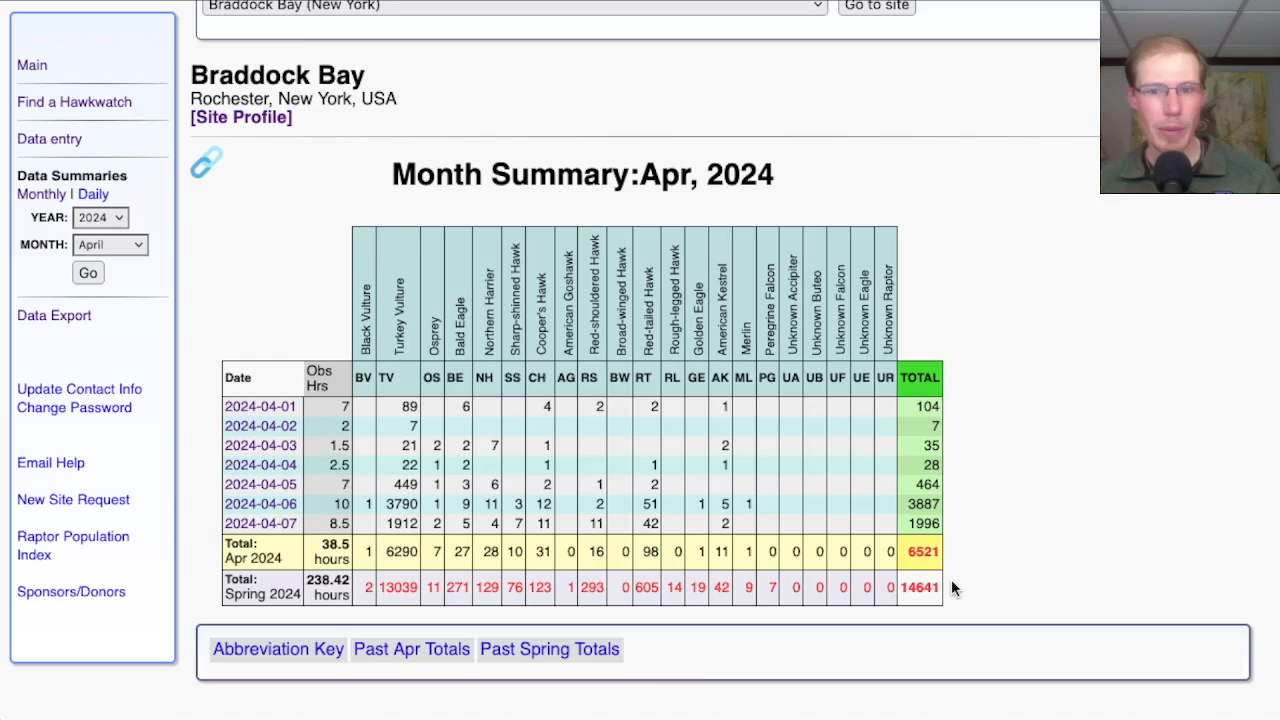 Braddock Bay (New York)
Go to site
Main
Find a Hawkwatch
Data entry
Data Summaries
Monthly | Daily
YEAR: 2024
MONTH: April
Go
Data Export
Update Contact Info
Change Password
Email Help
New Site Request
Raptor Population
Index
Sponsors/Donors
Braddock Bay
Rochester, New York, USA
[Site Profile]
Month Summary:Apr, 2024
Black Vulture
Turkey Vulture
Osprey
Bald Eagle
Northern Harrier
Sharp-shinned Hawk
Cooper's Hawk
American Goshawk
Red-shouldered Hawk
Broad-winged Hawk
Red-tailed Hawk
Rough-legged Hawk
Golden Eagle
American Kestrel
Merlin
Peregrine Falcon
Unknown Accipiter
Unknown Buteo
Unknown Falcon
Unknown Eagle
Unknown Raptor
Date Obs Hrs BV TV OS BE NH SS CH AG RS BW RT RL GE AK ML PG UA UB UF UE UR TOTAL
2024-04-01 7 89 6 4 2 2 1 104
2024-04-02 2 7 7
2024-04-03 1.5 21 2 2 7 1 2 35
2024-04-04 2.5 22 1 2 1 1 1 28
2024-04-05 7 449 1 3 6 2 1 2 464
2024-04-06 10 1 3790 1 9 11 3 12 2 51 1 5 1 3887
2024-04-07 8.5 1912 2 5 4 7 11 11 42 2 1996
Total: Apr 2024 38.5 hours 1 6290 7 27 28 10 31 0 16 0 98 0 1 11 1 0 0 0 0 0 0 6521
Total: Spring 2024 238.42 hours 2 13039 11 271 129 76 123 1 293 0 605 14 19 42 9 7 0 0 0 0 0 14641
Abbreviation Key Past Apr Totals Past Spring Totals